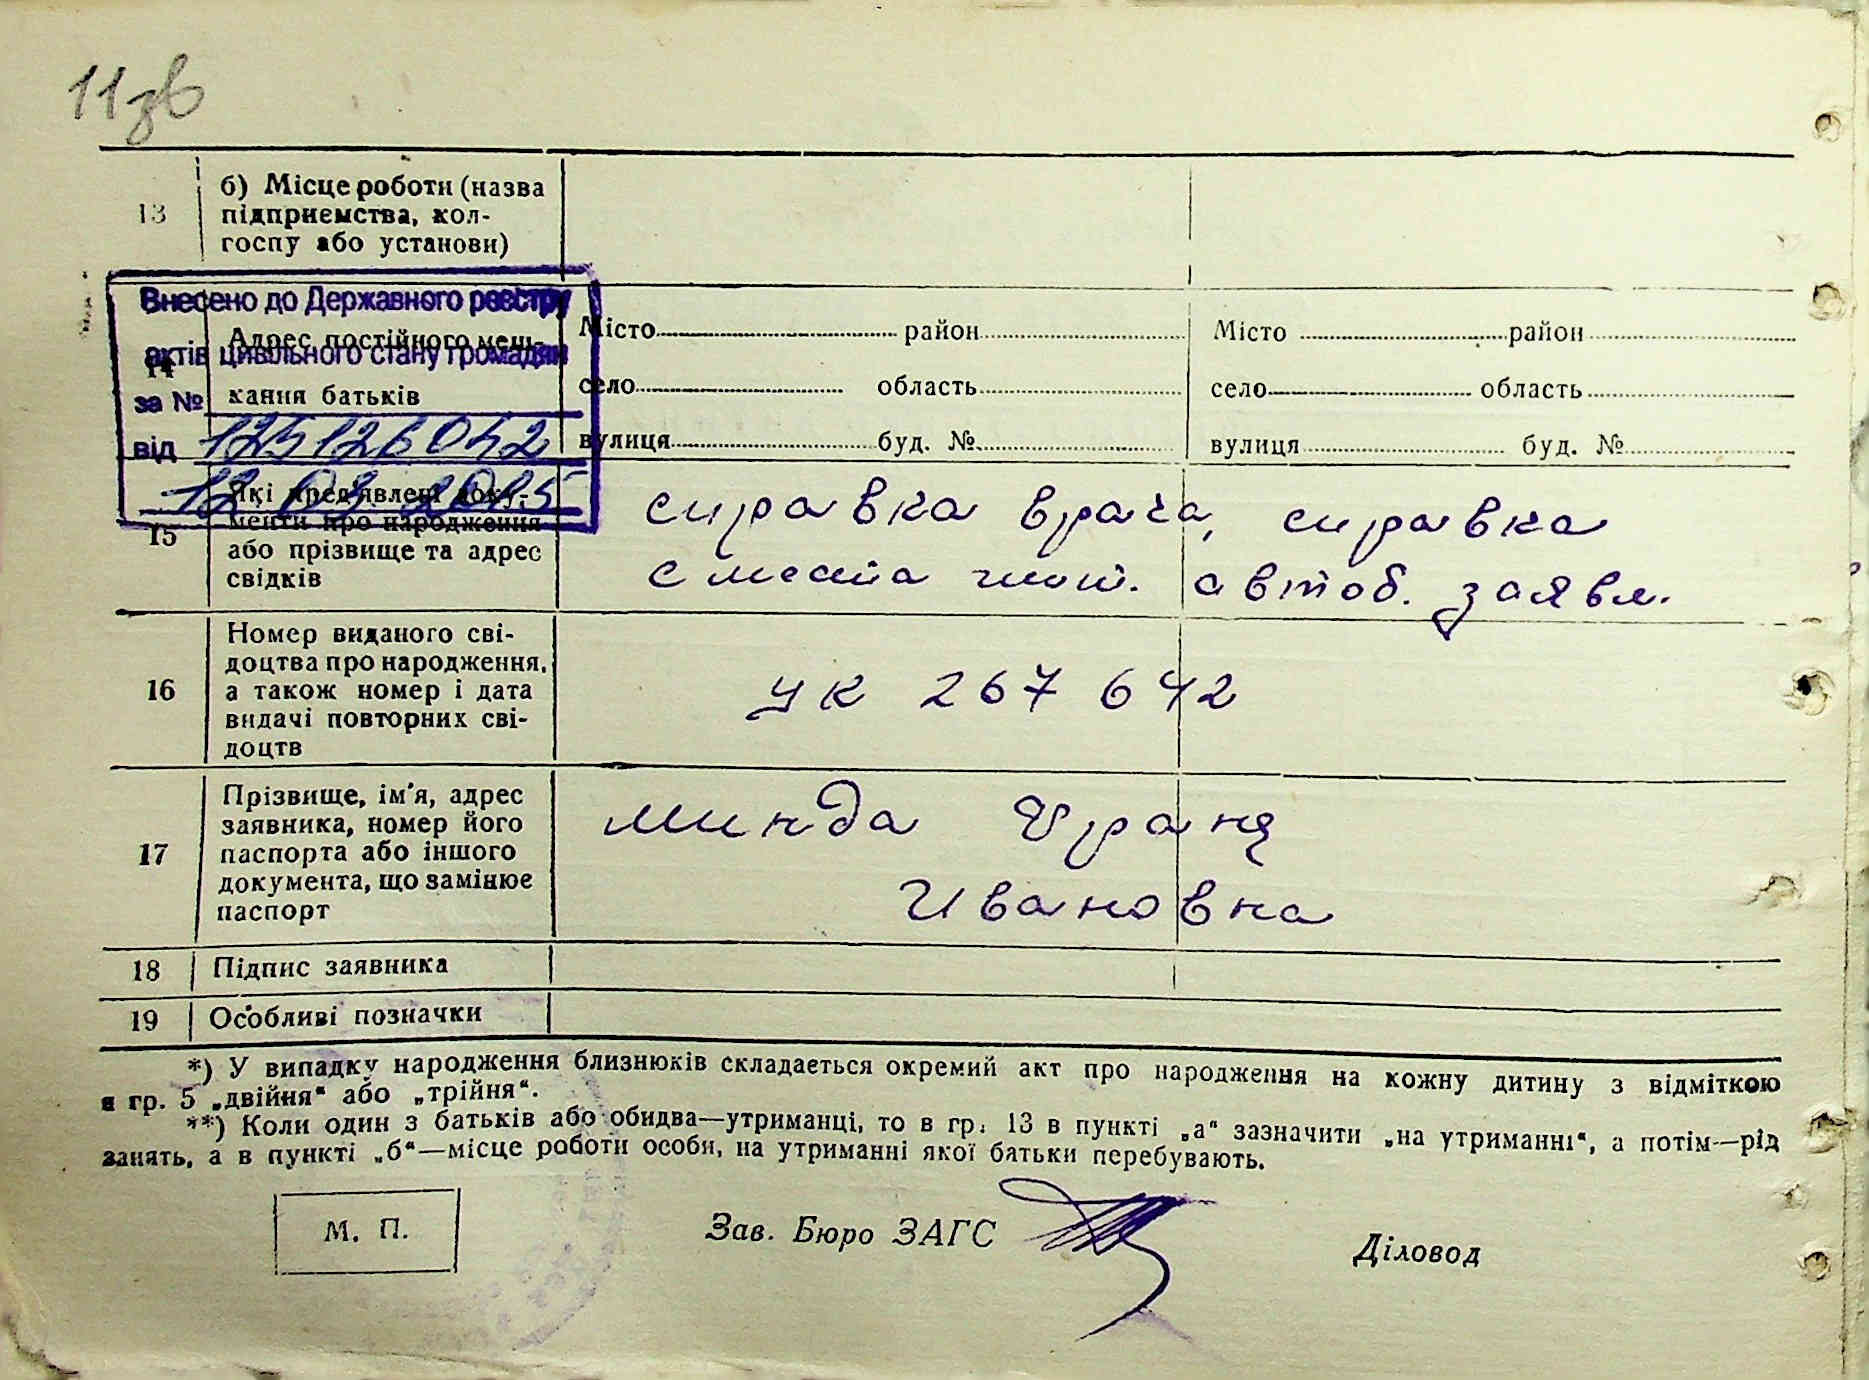 11зв
13
б) Місце роботи (назва
підприємства, кол-
госпу або установи)
Внесено до Державного реєстру
актів цивільного стану громадян
за №
від 125126042
12 03 2015
14
Адрес постійного меш-
кання батьків
Місто район
село область
вулиця буд. №
Місто район
село область
вулиця буд. №
15
Які пред'явлені доку-
менти про народження
або прізвище та адрес
свідків
справка врача, справка
с места жит. автоб. заявл.
16
Номер виданого сві-
доцтва про народження,
а також номер і дата
видачі повторних сві-
доцтв
УК 267 642
17
Прізвище, ім'я, адрес
заявника, номер його
паспорта або іншого
документа, що замінює
паспорт
Минда
Ивановна
18 Підпис заявника
19 Особливі позначки
*) У випадку народження близнюків складається окремий акт про народження на кожну дитину з відміткою
в гр. 5 „двійня“ або „трійня“.
**) Коли один з батьків або обидва—утриманці, то в гр. 13 в пункті „а“ зазначити „на утриманні“, а потім—рід
занять, а в пункті „б“—місце роботи особи, на утриманні якої батьки перебувають.
М. П.
Зав. Бюро ЗАГС
Діловод